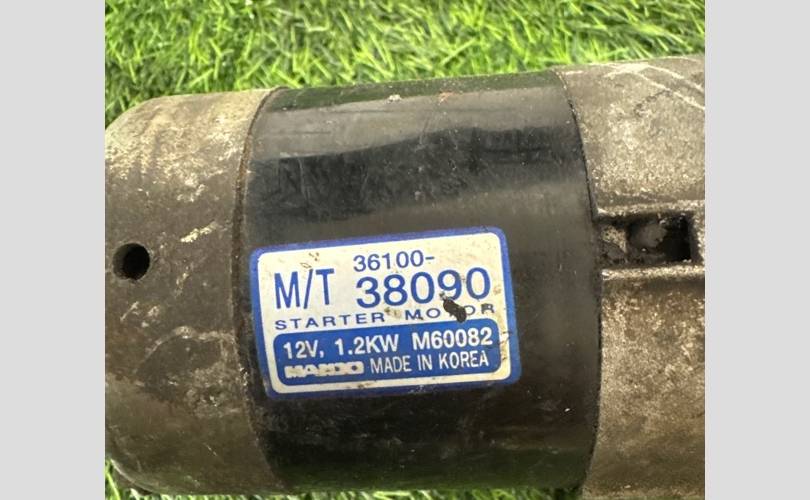 36100-
M/T 38090
STARTER MOTOR
12V, 1.2KW M60082
MANDO MADE IN KOREA